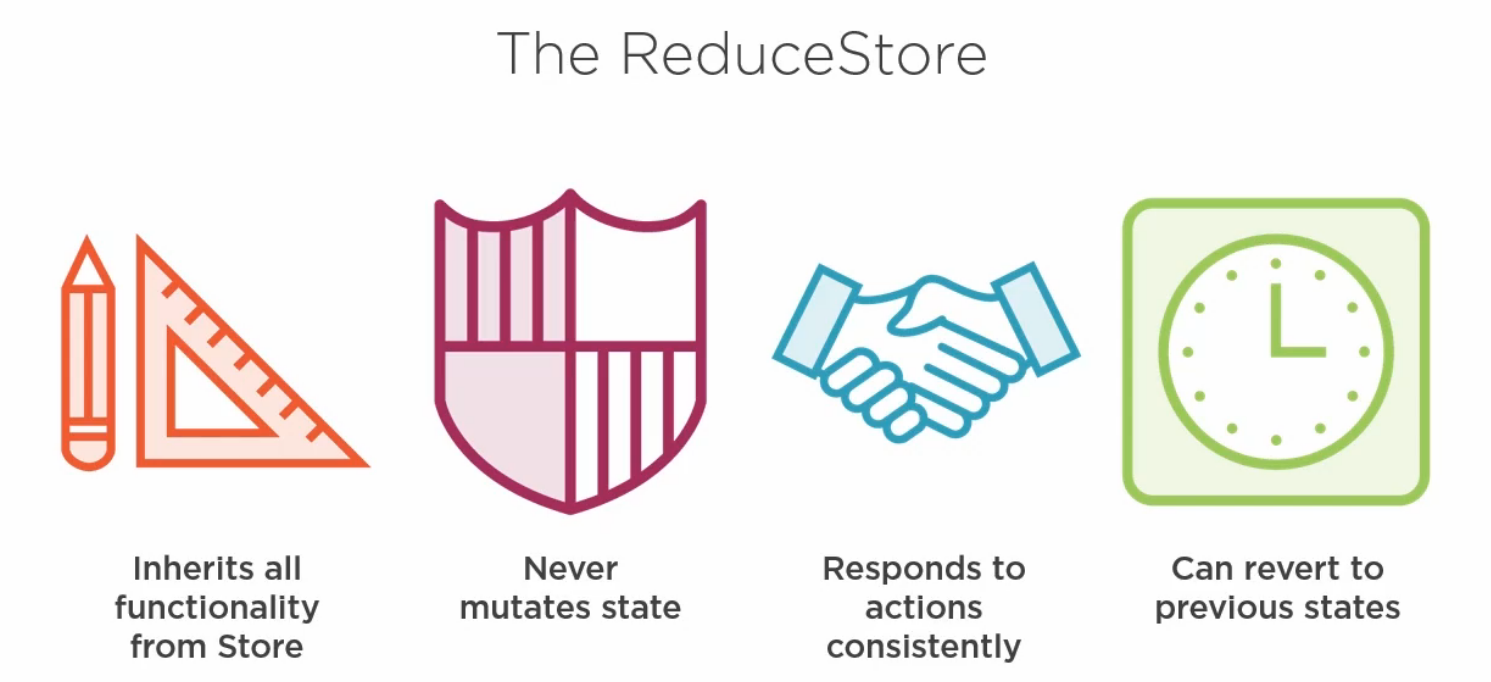 The ReduceStore
Inherits all
functionality
from Store
Never
mutates state
Responds to
actions
consistently
Can revert to
previous states